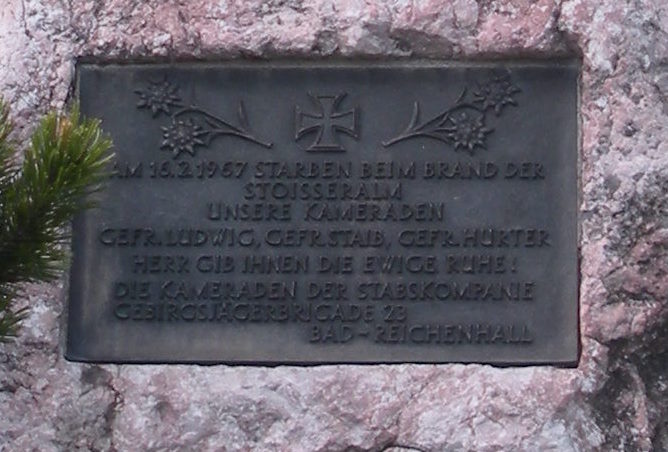 AM 16.2.1967 STARBEN BEIM BRAND DER
STOISSERALM
UNSERE KAMERADEN
GEFR. LUDWIG, GEFR. STAIB, GEFR. HURTER
HERR GIB IHNEN DIE EWIGE RUHE!
DIE KAMERADEN DER STABSKOMPANIE
GEBIRGSJÄGERBRIGADE 23
BAD-REICHENHALL